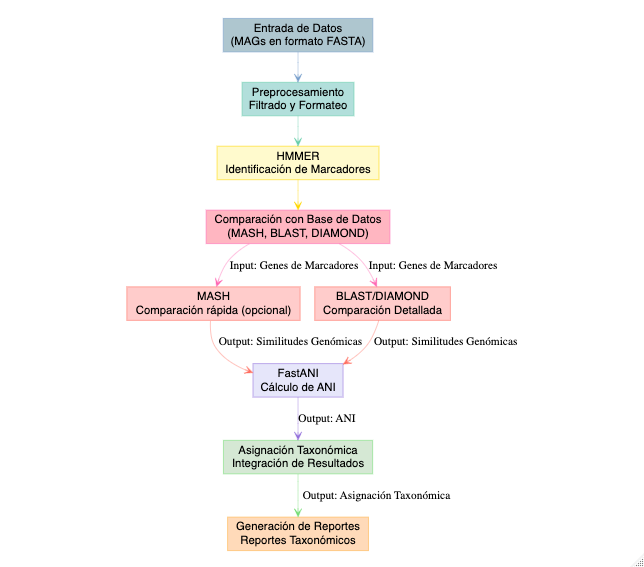 Entrada de Datos
(MAGs en formato FASTA)
Preprocesamiento
Filtrado y Formateo
HMMER
Identificación de Marcadores
Comparación con Base de Datos
(MASH, BLAST, DIAMOND)
Input: Genes de Marcadores
Input: Genes de Marcadores
MASH
Comparación rápida (opcional)
BLAST/DIAMOND
Comparación Detallada
Output: Similitudes Genómicas
Output: Similitudes Genómicas
FastANI
Cálculo de ANI
Output: ANI
Asignación Taxonómica
Integración de Resultados
Output: Asignación Taxonómica
Generación de Reportes
Reportes Taxonómicos